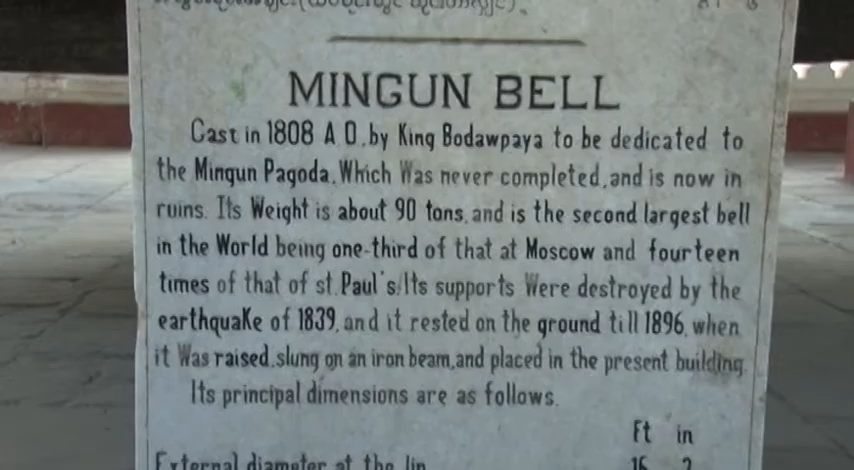 MINGUN BELL
Cast in 1808 A D. by King Bodawpaya to be dedicated to
the Mingun Pagoda. Which Was never completed, and is now in
ruins. Its Weight is about 90 tons, and is the second largest bell
in the World being one-third of that at Moscow and fourteen
times of that of st. Paul's. Its supports Were destroyed by the
earthquaKe of 1839, and it rested on the ground till 1896, when
it Was raised, slung on an iron beam, and placed in the present building
Its principal dimensions are as follows.
Ft in
External diameter at the lip